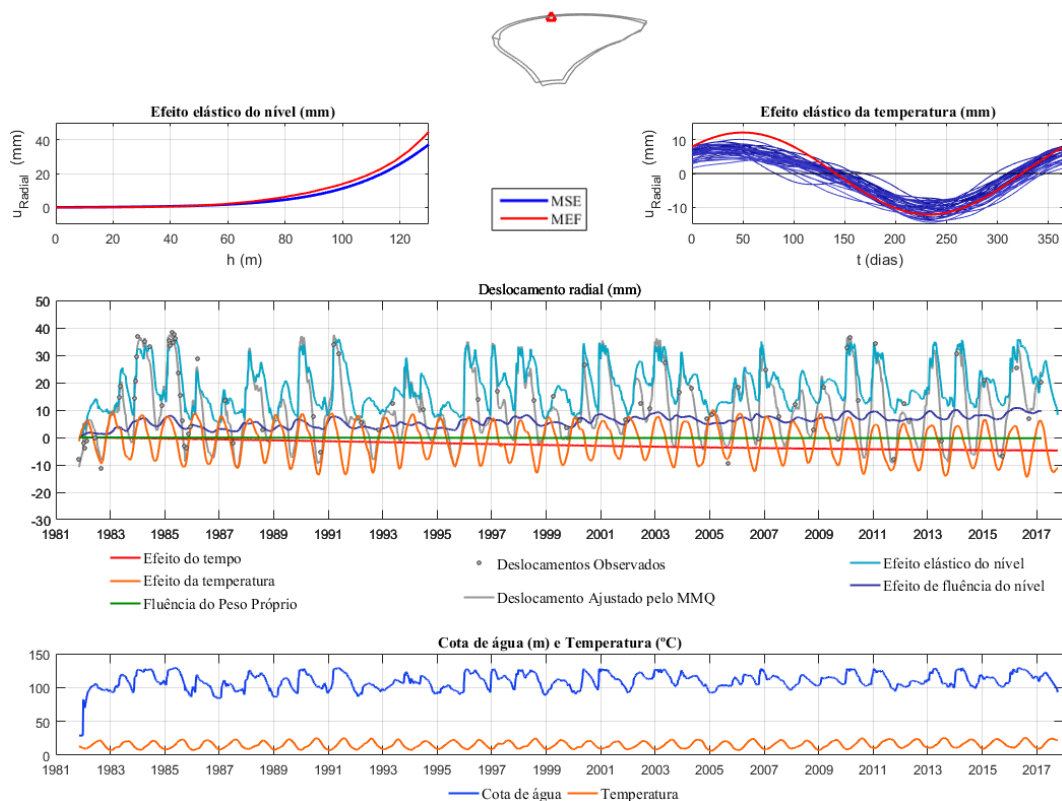 Efeito elástico do nível (mm)
u_Radial (mm)
40
20
0
0 20 40 60 80 100 120
h (m)
MSE
MEF
Efeito elástico da temperatura (mm)
u_Radial (mm)
10
0
-10
0 50 100 150 200 250 300 350
t (dias)
Deslocamento radial (mm)
50
40
30
20
10
0
-10
-20
-30
1981 1983 1985 1987 1989 1991 1993 1995 1997 1999 2001 2003 2005 2007 2009 2011 2013 2015 2017
Efeito do tempo
Efeito da temperatura
Fluência do Peso Próprio
Deslocamentos Observados
Deslocamento Ajustado pelo MMQ
Efeito elástico do nível
Efeito de fluência do nível
Cota de água (m) e Temperatura (ºC)
150
100
50
0
1981 1983 1985 1987 1989 1991 1993 1995 1997 1999 2001 2003 2005 2007 2009 2011 2013 2015 2017
Cota de água Temperatura